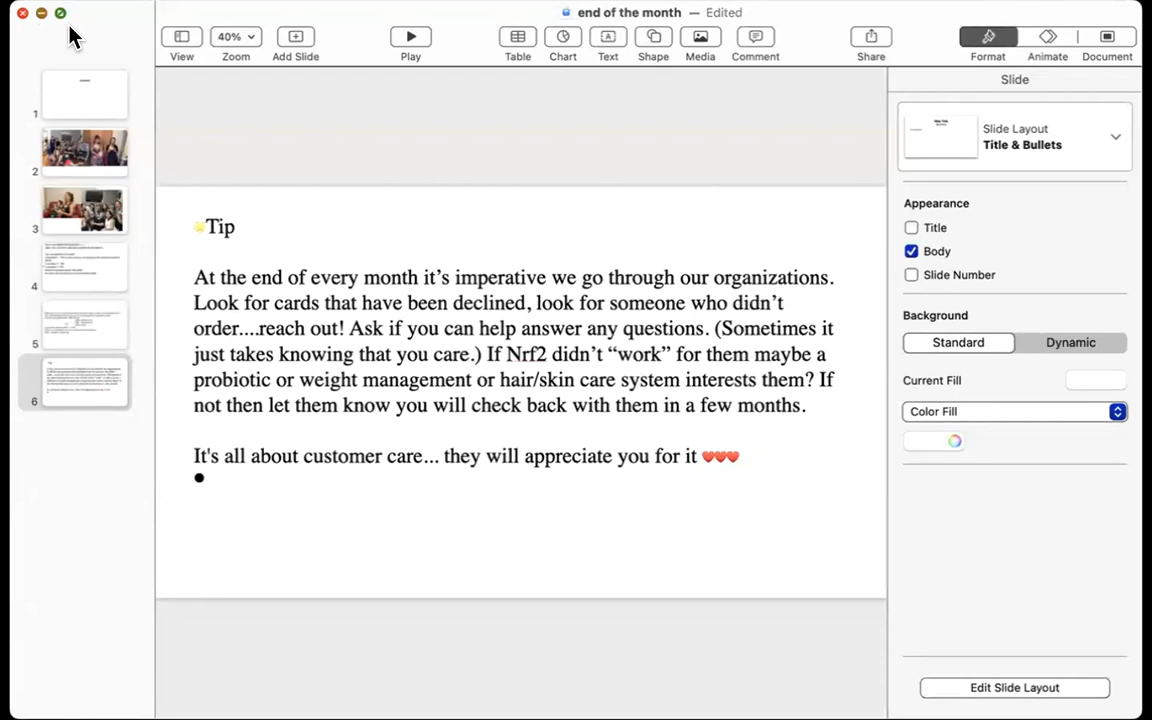 end of the month — Edited
40%
View
Zoom
Add Slide
Play
Table
Chart
Text
Shape
Media
Comment
Share
Format
Animate
Document
Slide
Slide Layout
Title & Bullets
Appearance
Title
Body
Slide Number
Background
Standard
Dynamic
Current Fill
Color Fill
Edit Slide Layout
1
2
3
4
5
6
Tip
At the end of every month it’s imperative we go through our organizations.
Look for cards that have been declined, look for someone who didn’t
order....reach out! Ask if you can help answer any questions. (Sometimes it
just takes knowing that you care.) If Nrf2 didn’t “work” for them maybe a
probiotic or weight management or hair/skin care system interests them? If
not then let them know you will check back with them in a few months.
It's all about customer care... they will appreciate you for it ♥♥♥